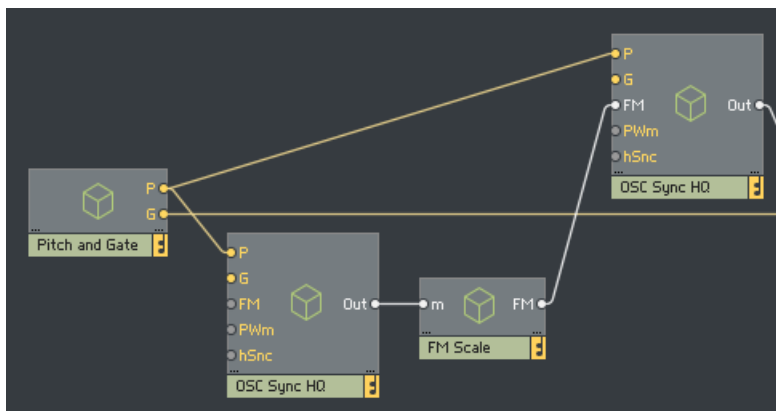 P
G
FM
PWm
hSnc
Out
...
...
OSC Sync HQ
P
G
...
...
Pitch and Gate
P
G
FM
PWm
hSnc
Out
...
...
OSC Sync HQ
m
FM
...
...
FM Scale